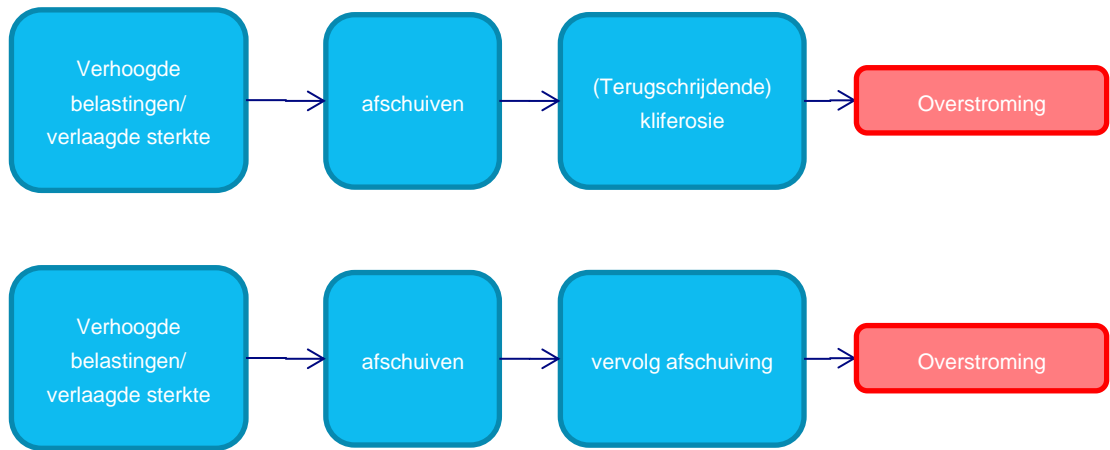 Verhoogde
belastingen/
verlaagde sterkte
afschuiven
(Terugschrijdende)
kliferosie
Overstroming
Verhoogde
belastingen/
verlaagde sterkte
afschuiven
vervolg afschuiving
Overstroming